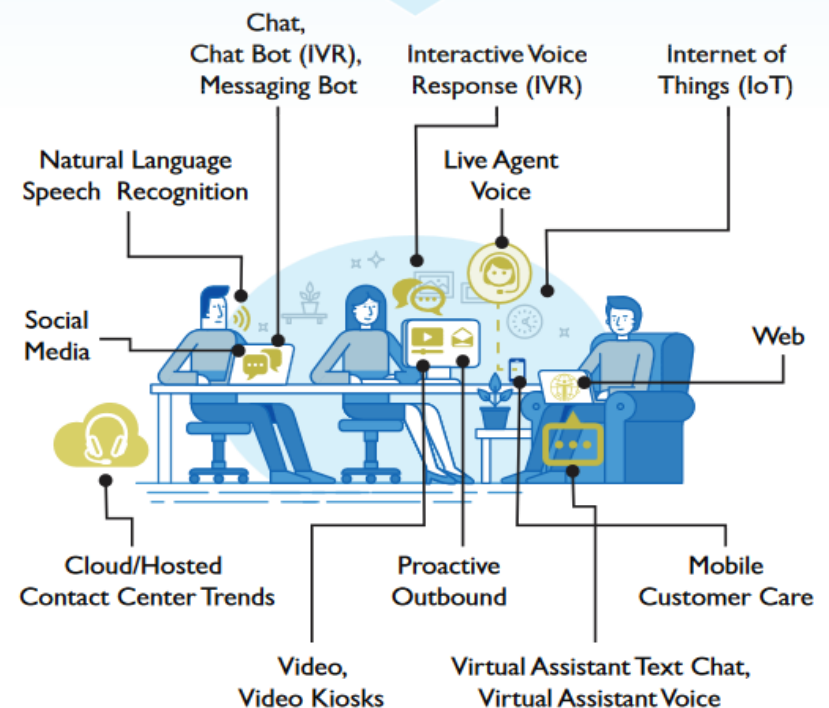 Chat,
Chat Bot (IVR),
Messaging Bot
Interactive Voice
Response (IVR)
Internet of
Things (IoT)
Natural Language
Speech Recognition
Live Agent
Voice
Social
Media
Web
Cloud/Hosted
Contact Center Trends
Proactive
Outbound
Mobile
Customer Care
Video,
Video Kiosks
Virtual Assistant Text Chat,
Virtual Assistant Voice